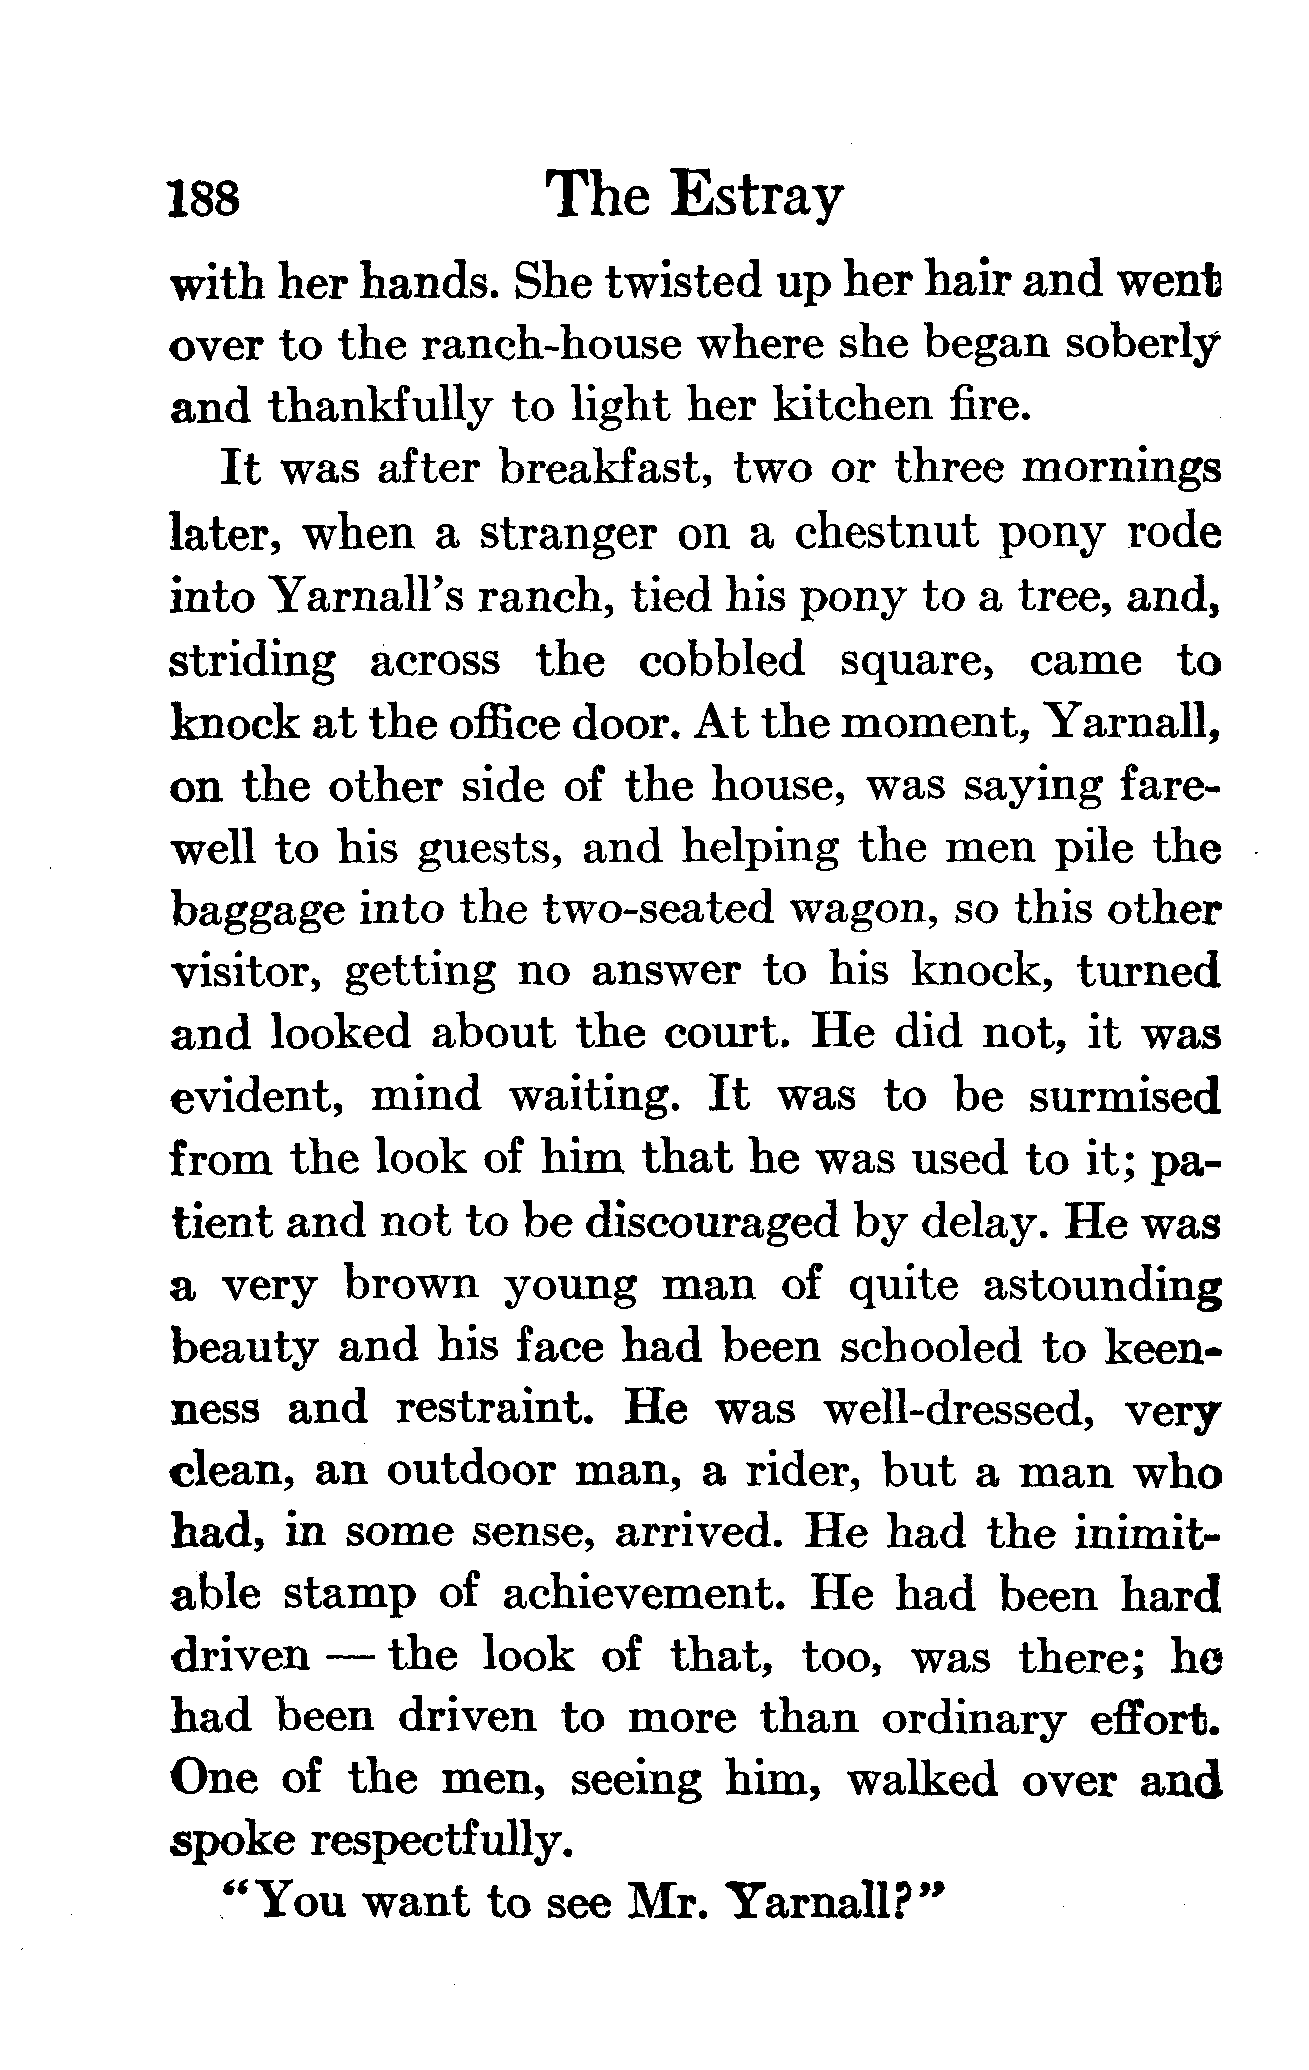 188 The Estray
with her hands. She twisted up her hair and went
over to the ranch-house where she began soberly
and thankfully to light her kitchen fire.
It was after breakfast, two or three mornings
later, when a stranger on a chestnut pony rode
into Yarnall's ranch, tied his pony to a tree, and,
striding across the cobbled square, came to
knock at the office door. At the moment, Yarnall,
on the other side of the house, was saying fare-
well to his guests, and helping the men pile the
baggage into the two-seated wagon, so this other
visitor, getting no answer to his knock, turned
and looked about the court. He did not, it was
evident, mind waiting. It was to be surmised
from the look of him that he was used to it; pa-
tient and not to be discouraged by delay. He was
a very brown young man of quite astounding
beauty and his face had been schooled to keen-
ness and restraint. He was well-dressed, very
clean, an outdoor man, a rider, but a man who
had, in some sense, arrived. He had the inimit-
able stamp of achievement. He had been hard
driven — the look of that, too, was there; he
had been driven to more than ordinary effort.
One of the men, seeing him, walked over and
spoke respectfully.
"You want to see Mr. Yarnall?"